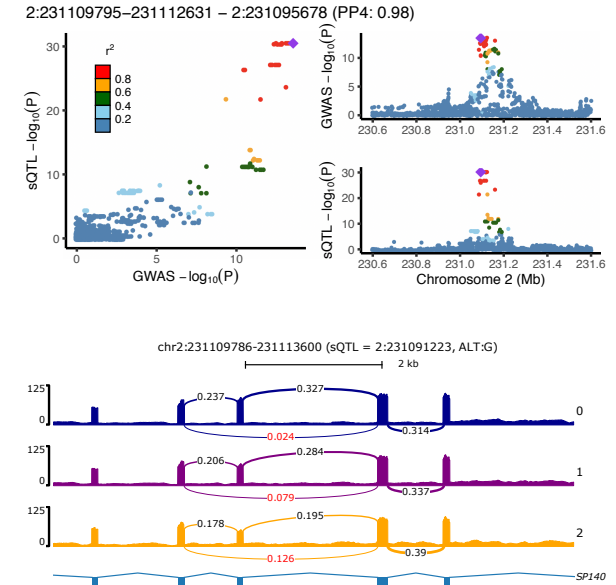 2:231109795−231112631 − 2:231095678 (PP4: 0.98)
r²
0.8
0.6
0.4
0.2
sQTL −log₁₀(P)
30
20
10
0
0 5 10
GWAS −log₁₀(P)
GWAS −log₁₀(P)
10
5
0
230.6 230.8 231.0 231.2 231.4 231.6
sQTL −log₁₀(P)
30
20
10
0
230.6 230.8 231.0 231.2 231.4 231.6
Chromosome 2 (Mb)
chr2:231109786-231113600 (sQTL = 2:231091223, ALT:G)
2 kb
125
0
0.237
0.327
0.024
0.314
0
125
0
0.206
0.284
0.079
0.337
1
125
0
0.178
0.195
0.126
0.39
2
SP140